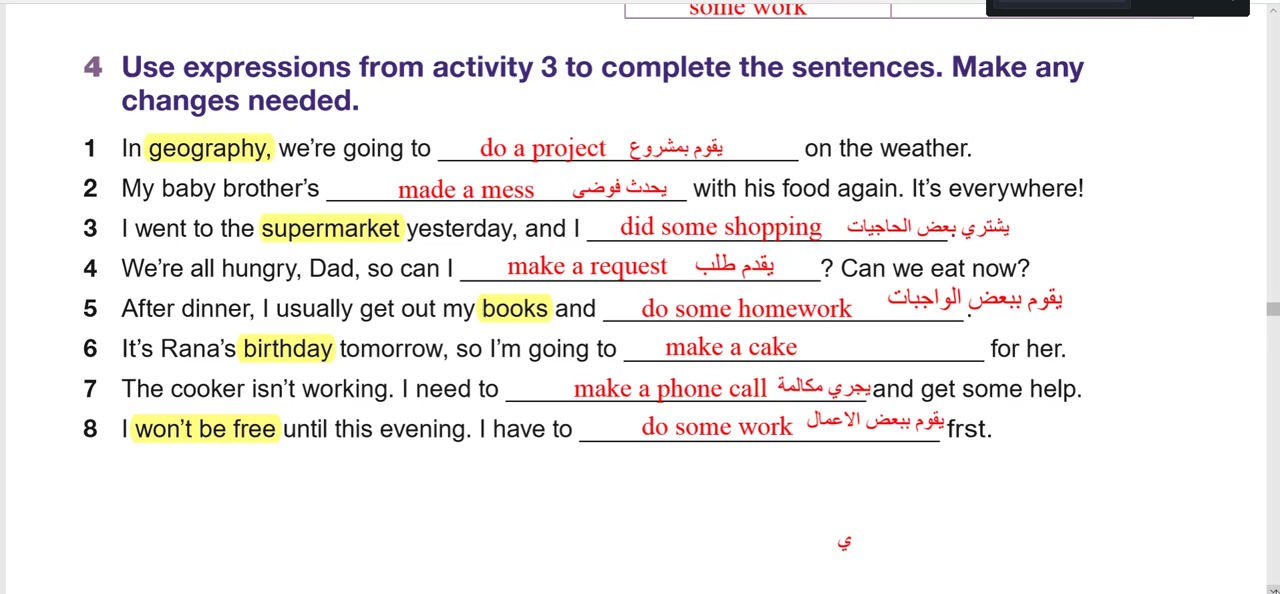 some work
4 Use expressions from activity 3 to complete the sentences. Make any
changes needed.
1 In geography, we're going to do a project يقوم بمشروع on the weather.
2 My baby brother's made a mess يحدث فوضى with his food again. It's everywhere!
3 I went to the supermarket yesterday, and I did some shopping يشتري بعض الحاجيات.
4 We're all hungry, Dad, so can I make a request يقدم طلب ? Can we eat now?
5 After dinner, I usually get out my books and do some homework يقوم ببعض الواجبات.
6 It's Rana's birthday tomorrow, so I'm going to make a cake for her.
7 The cooker isn't working. I need to make a phone call يجري مكالمة and get some help.
8 I won't be free until this evening. I have to do some work يقوم ببعض الاعمال frst.
ي